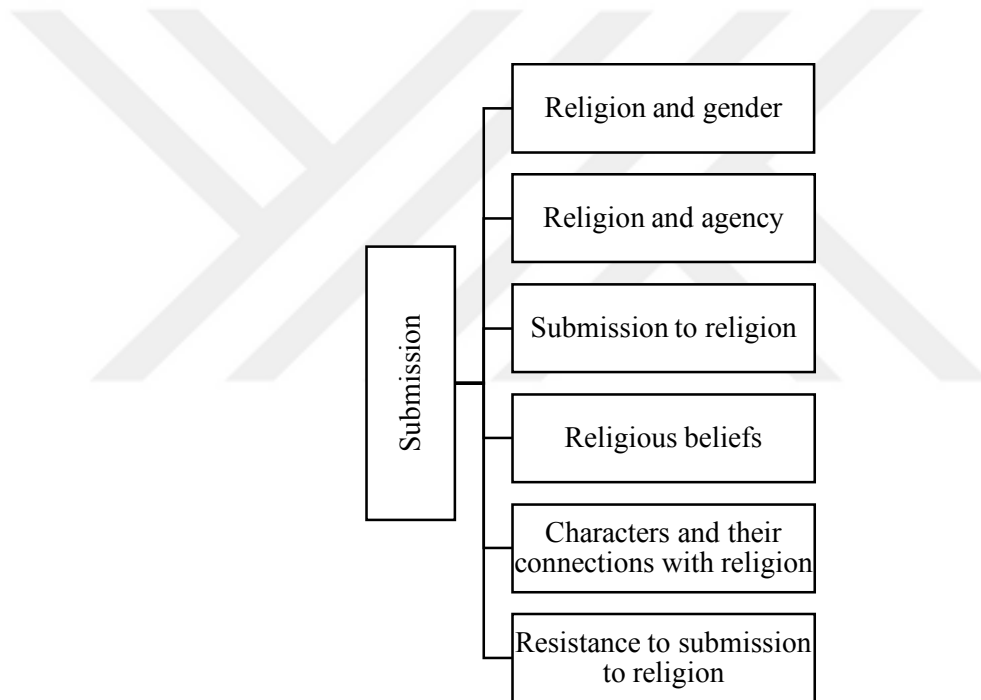 Submission
Religion and gender
Religion and agency
Submission to religion
Religious beliefs
Characters and their
connections with religion
Resistance to submission
to religion